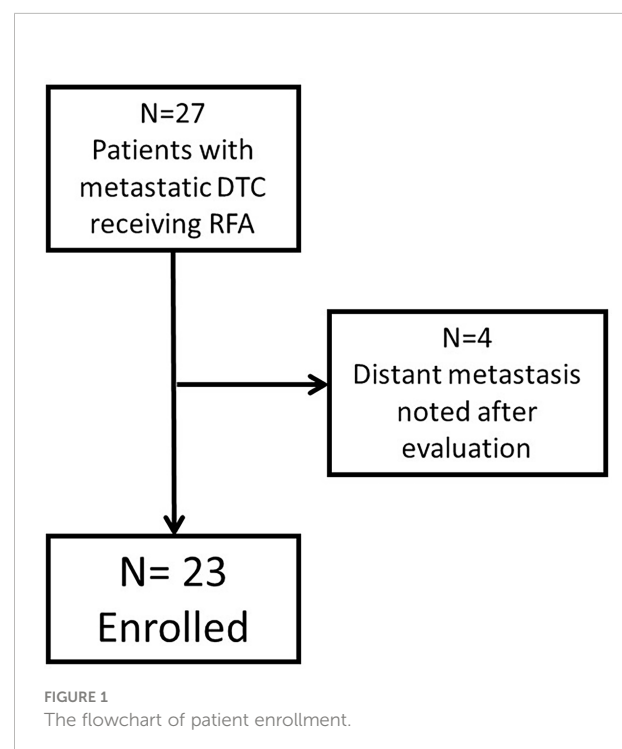 N=27
Patients with
metastatic DTC
receiving RFA
N=4
Distant metastasis
noted after
evaluation
N= 23
Enrolled
FIGURE 1
The flowchart of patient enrollment.